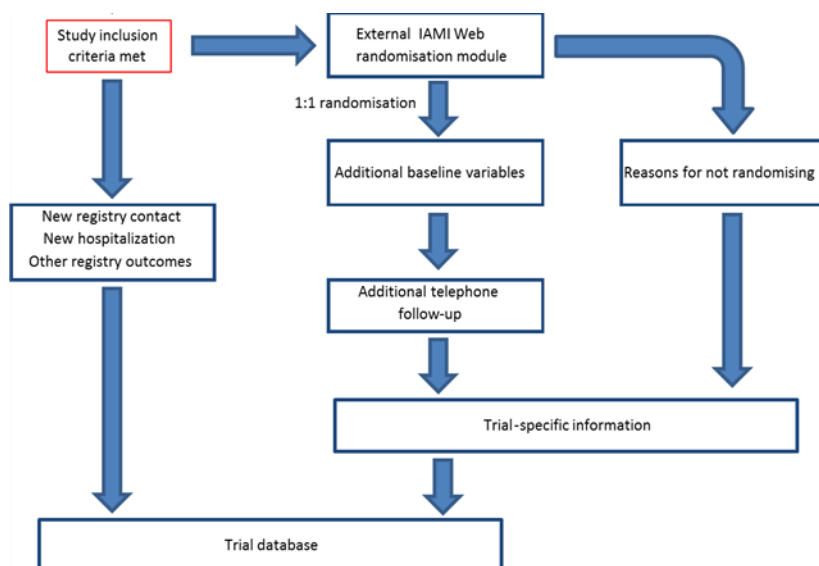 Study inclusion
criteria met
External IAMI Web
randomisation module
1:1 randomisation
Additional baseline variables
Reasons for not randomising
New registry contact
New hospitalization
Other registry outcomes
Additional telephone
follow-up
Trial-specific information
Trial database